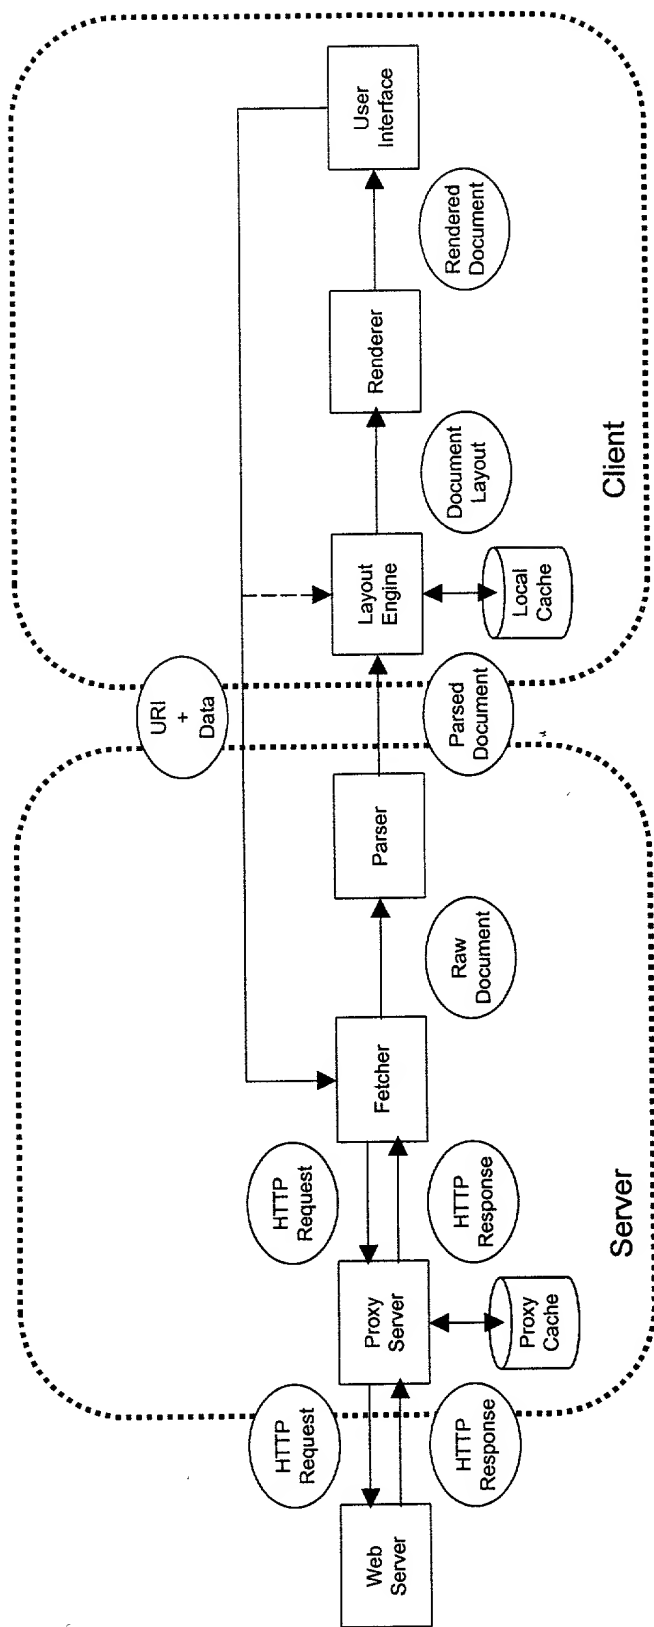 URI
+
Data
HTTP
Request
HTTP
Request
Web
Server
Proxy
Server
Fetcher
Parser
Layout
Engine
Renderer
User
Interface
HTTP
Response
HTTP
Response
Raw
Document
Parsed
Document
Document
Layout
Rendered
Document
Proxy
Cache
Local
Cache
Server
Client